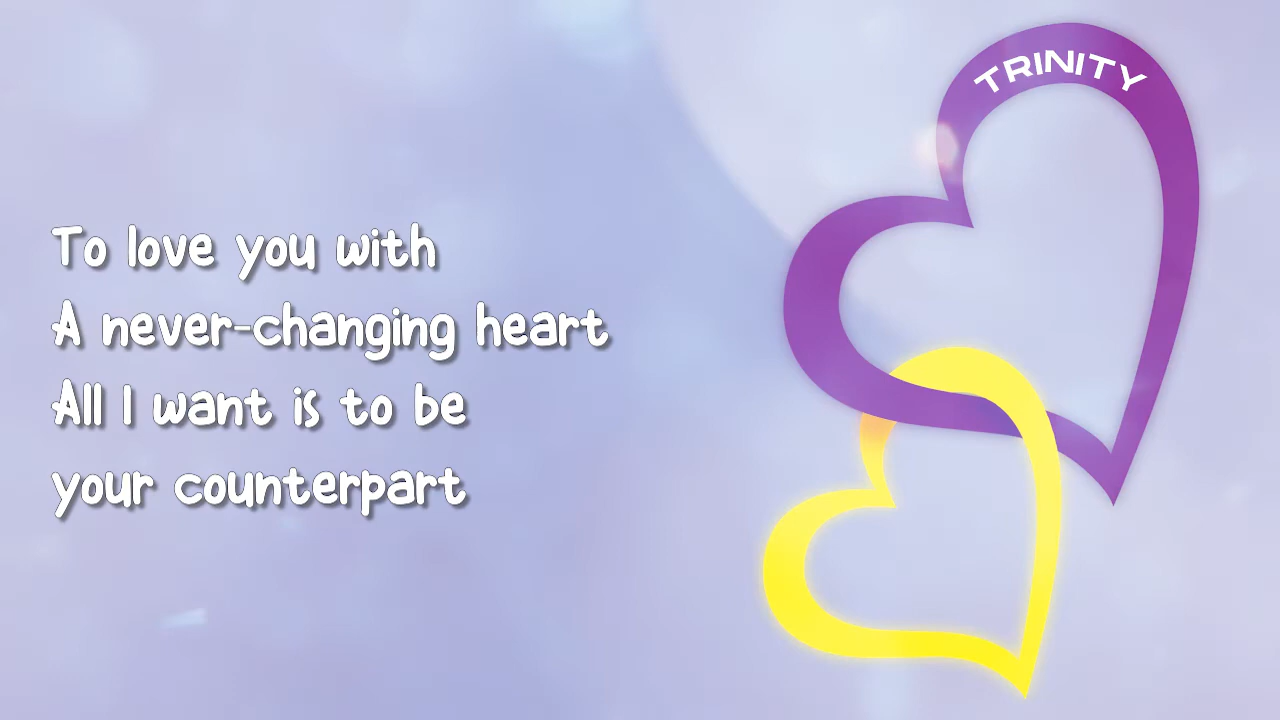 TRINITY
To love you with
A never-changing heart
All I want is to be
your counterpart